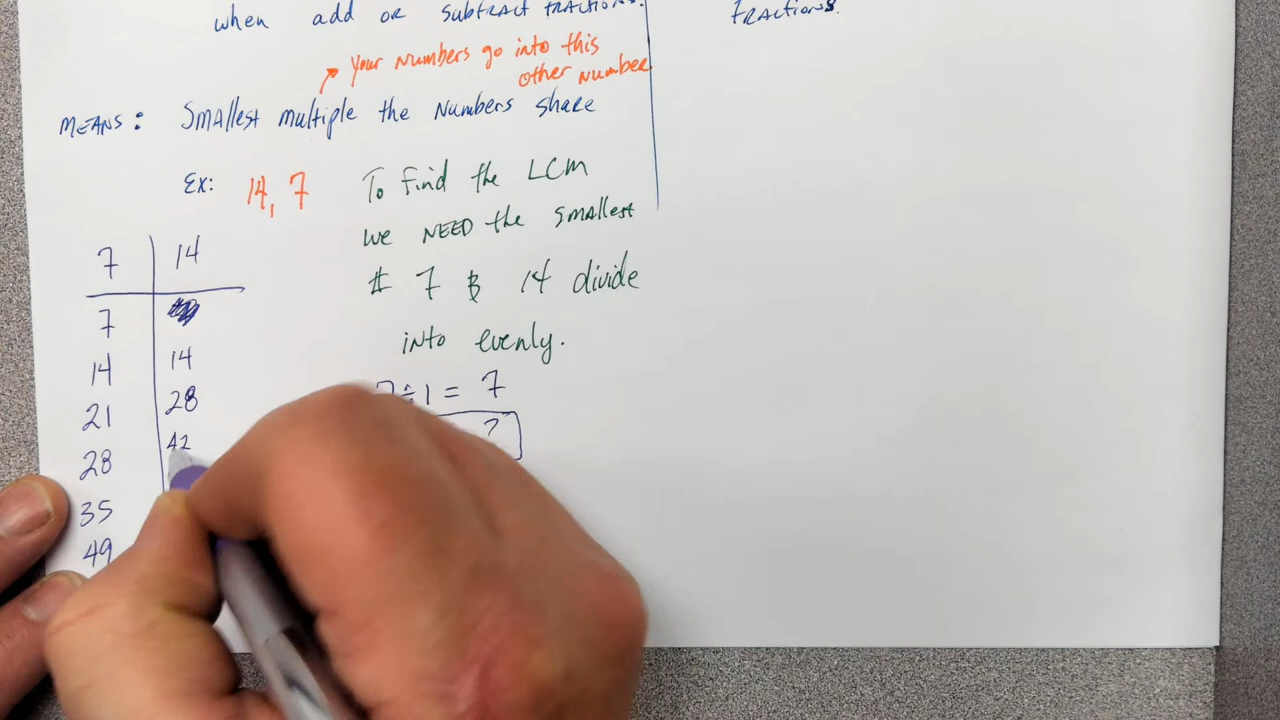 when add or subtract fractions.
fractions.
your numbers go into this
other number
MEANS: Smallest multiple the numbers share
Ex: 14, 7
To find the LCM
we NEED the smallest
# 7 & 14 divide
into evenly.
7 | 14
7
14 | 14
21 | 28
28 | 42
35
49
7 ÷ 1 = 7